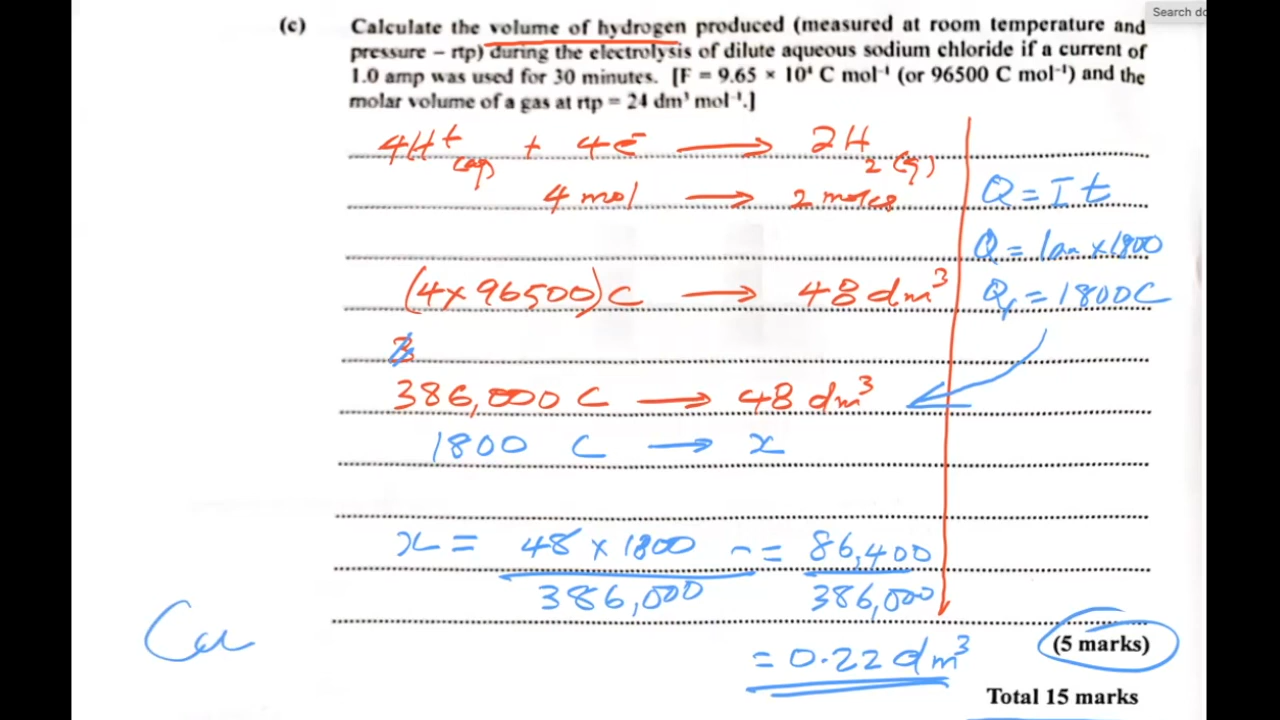 Search do
(c) Calculate the volume of hydrogen produced (measured at room temperature and
pressure – rtp) during the electrolysis of dilute aqueous sodium chloride if a current of
1.0 amp was used for 30 minutes. [F = 9.65 × 10⁴ C mol⁻¹ (or 96500 C mol⁻¹) and the
molar volume of a gas at rtp = 24 dm³ mol⁻¹.]
4H⁺(aq) + 4e⁻ → 2H₂(g)
4 mol → 2 moles
(4 x 96500) C → 48 dm³
386,000 C → 48 dm³
1800 C → x
x = 48 x 1800 / 386,000 = 86,400 / 386,000
= 0.22 dm³
Q = I t
Q = 1 x 1800
Q = 1800C
(5 marks)
Total 15 marks